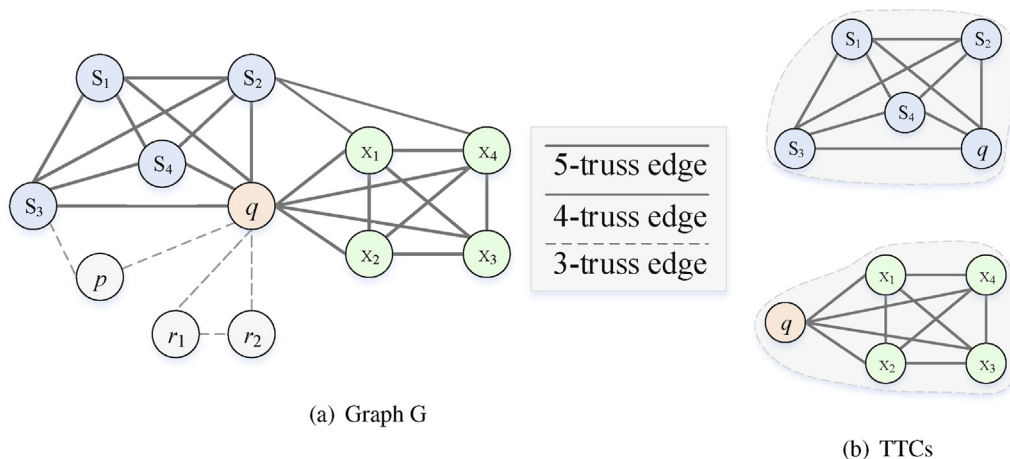 S1
S2
S4
S3
q
p
r1
r2
X1
X4
X2
X3
5-truss edge
4-truss edge
3-truss edge
(a) Graph G
S1
S2
S4
S3
q
q
X1
X4
X2
X3
(b) TTCs